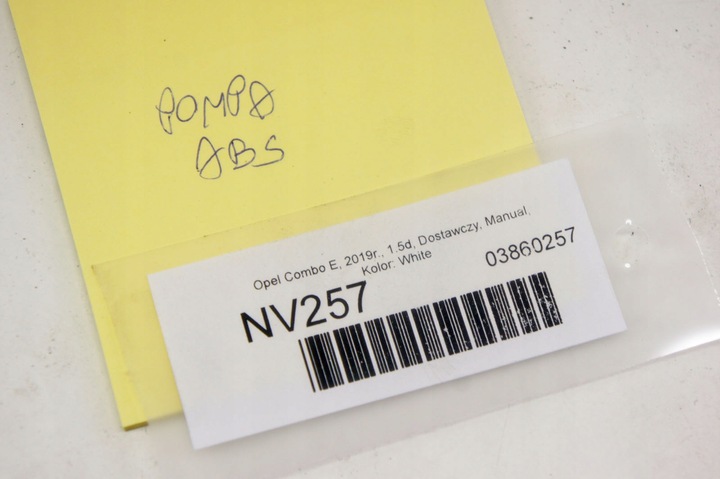 POMPA
ABS
Opel Combo E, 2019r., 1.5d, Dostawczy, Manual,
Kolor: White
NV257
03860257